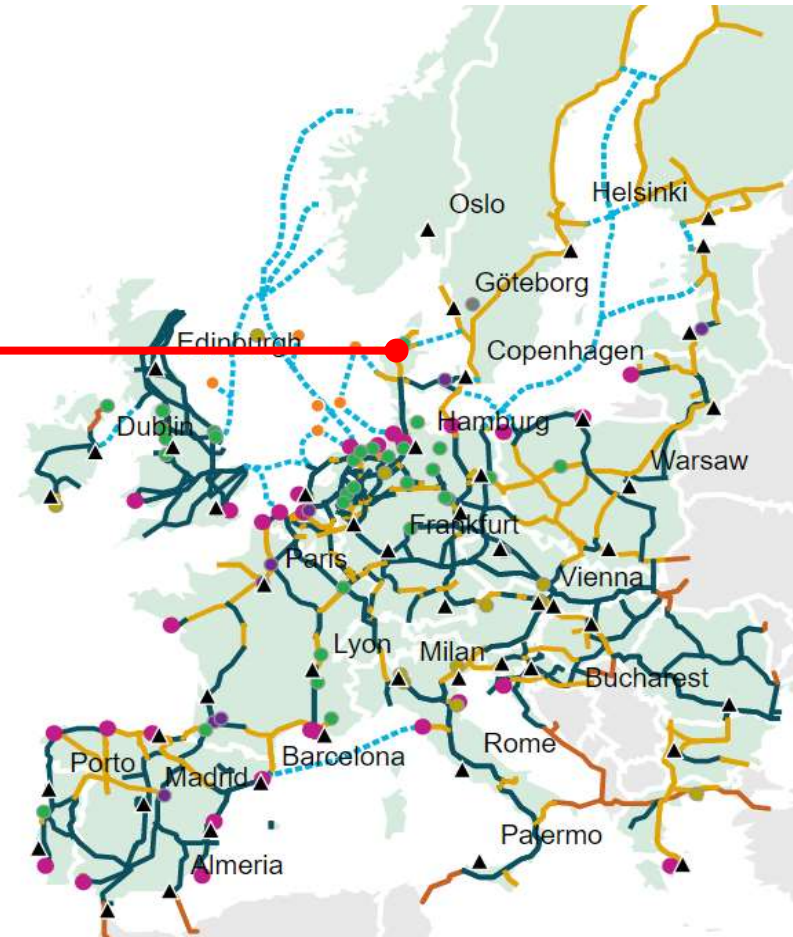 Oslo
Helsinki
Göteborg
Edinburgh
Copenhagen
Dublin
Hamburg
Warsaw
Frankfurt
Paris
Vienna
Lyon
Milan
Bucharest
Rome
Porto
Madrid
Barcelona
Palermo
Almeria